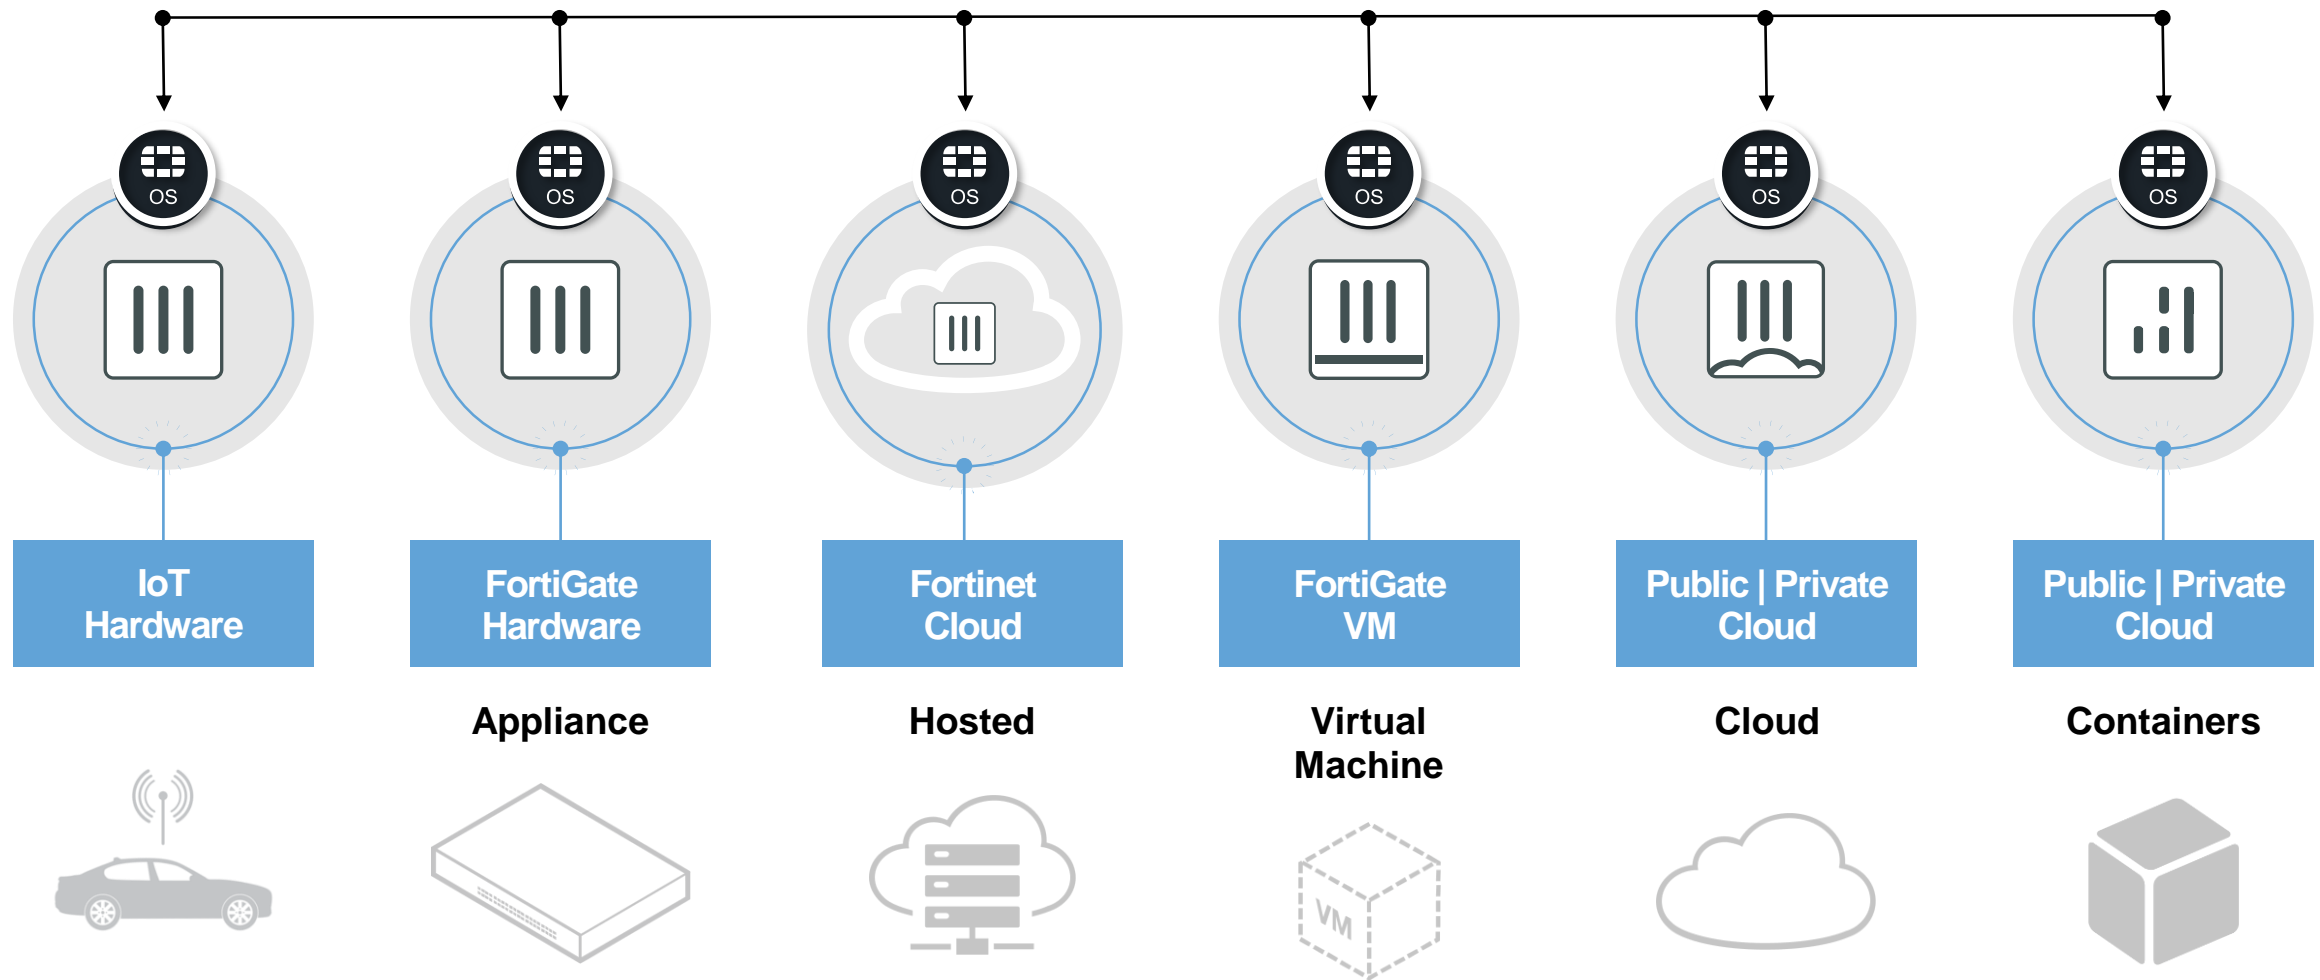 OS
OS
OS
OS
OS
OS
IoT
Hardware
FortiGate
Hardware
Fortinet
Cloud
FortiGate
VM
Public | Private
Cloud
Public | Private
Cloud
Appliance
Hosted
Virtual
Machine
Cloud
Containers
VM